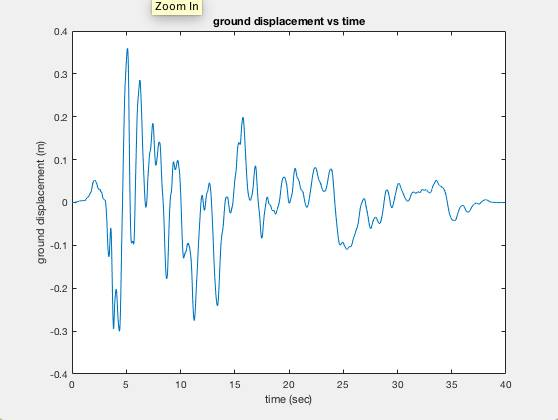 Zoom In
ground displacement vs time
0.4
0.3
0.2
0.1
0
-0.1
-0.2
-0.3
-0.4
ground displacement (m)
0 5 10 15 20 25 30 35 40
time (sec)